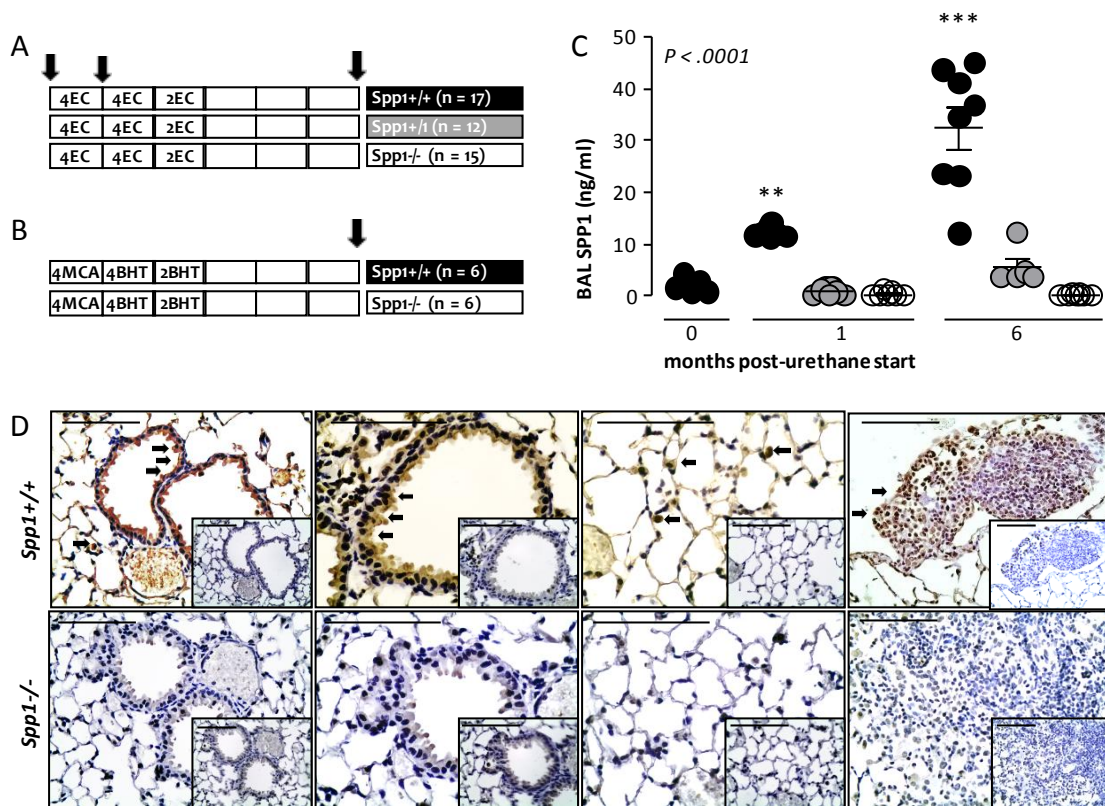 A
4EC 4EC 2EC Spp1+/+ (n = 17)
4EC 4EC 2EC Spp1+/1 (n = 12)
4EC 4EC 2EC Spp1-/- (n = 15)
B
4MCA 4BHT 2BHT Spp1+/+ (n = 6)
4MCA 4BHT 2BHT Spp1-/- (n = 6)
C
BAL SPP1 (ng/ml)
50
40
30
20
10
0
P < .0001
**
***
0 1 6
months post-urethane start
D
Spp1+/+
Spp1-/-